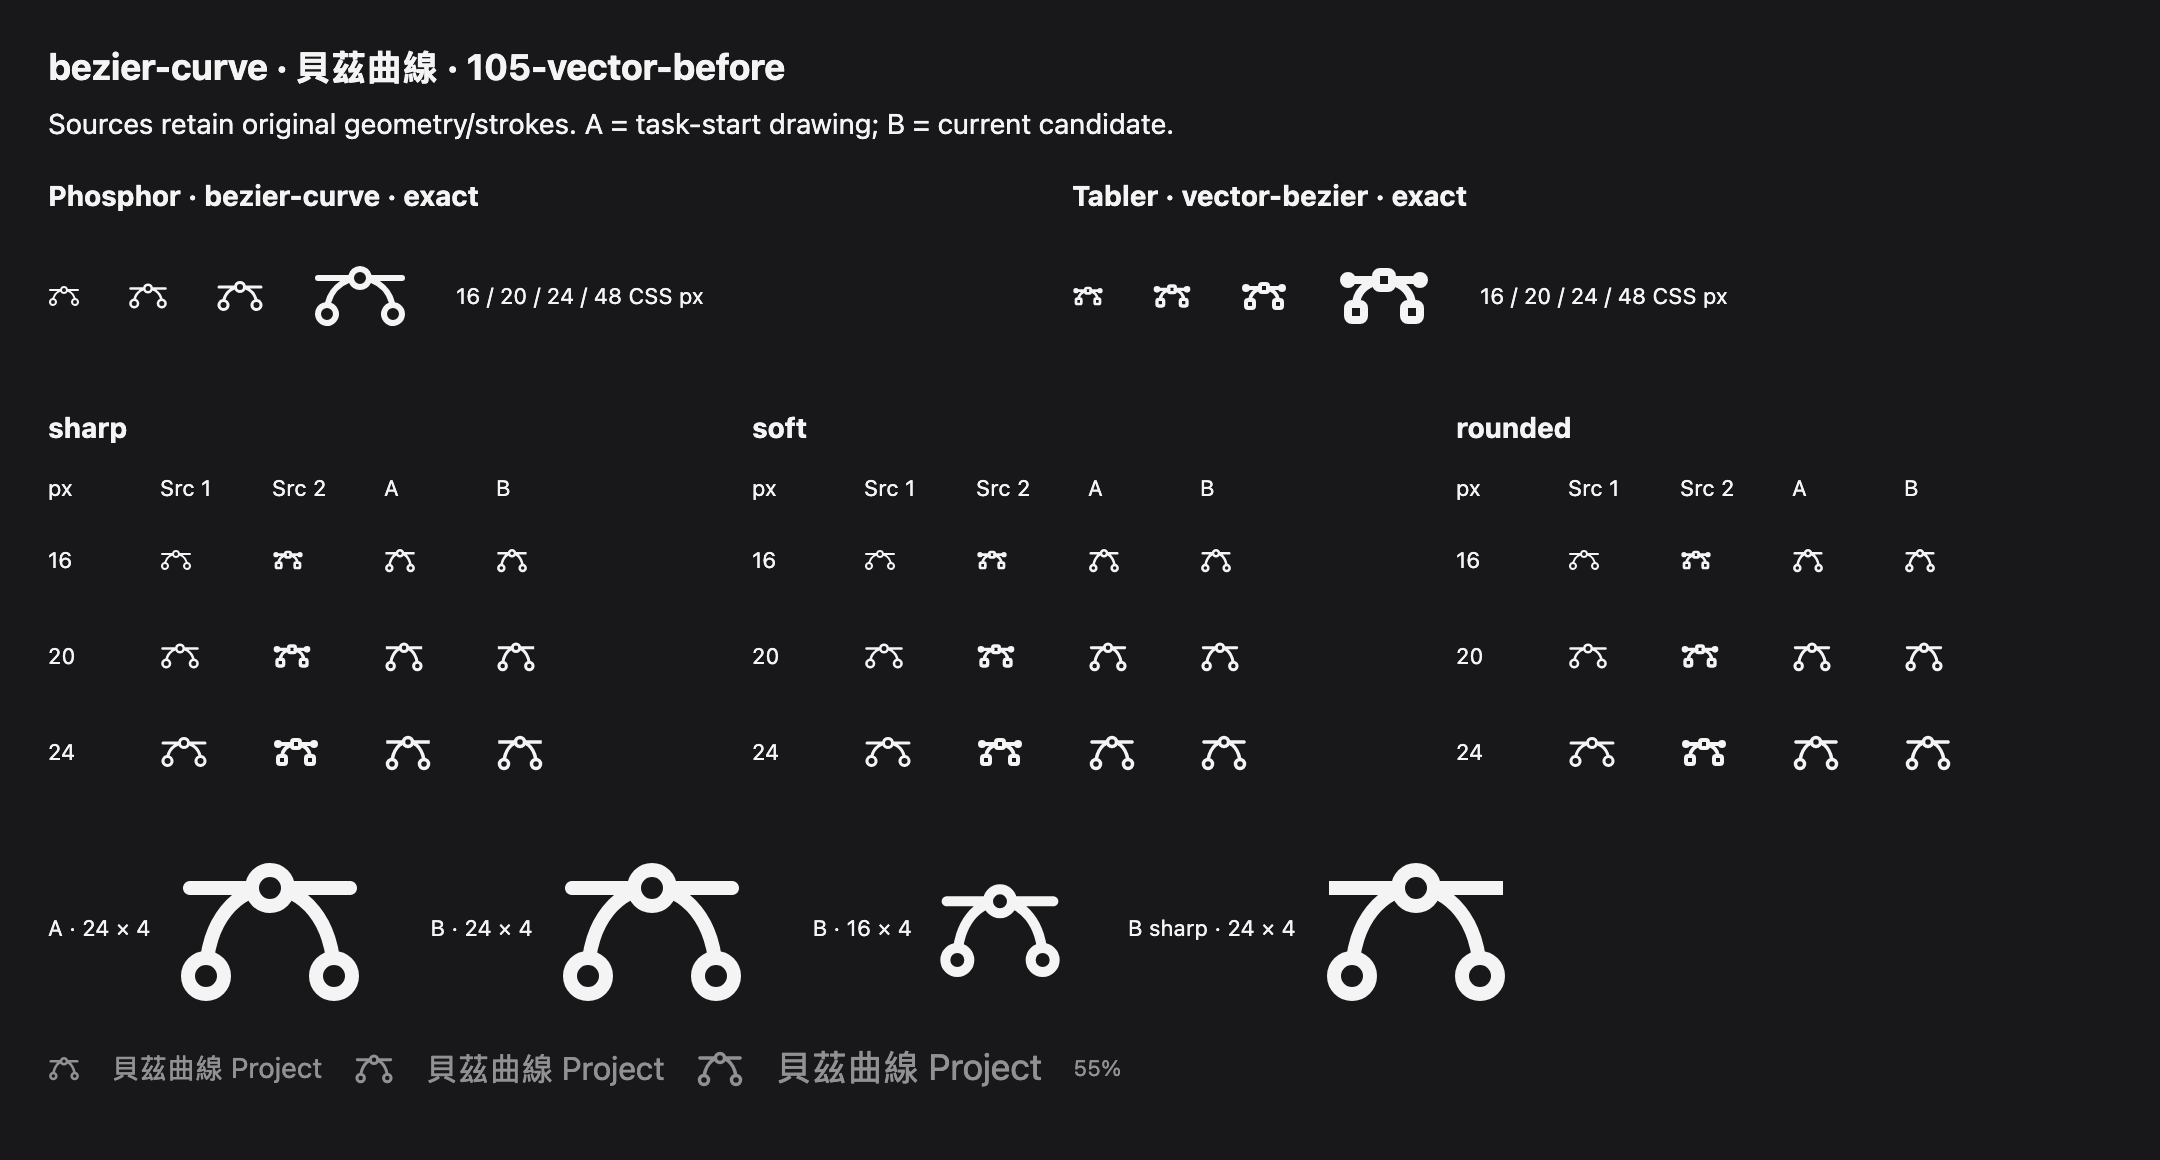 bezier-curve · 貝茲曲線 · 105-vector-before
Sources retain original geometry/strokes. A = task-start drawing; B = current candidate.
Phosphor · bezier-curve · exact
16 / 20 / 24 / 48 CSS px
Tabler · vector-bezier · exact
16 / 20 / 24 / 48 CSS px
sharp
px Src 1 Src 2 A B
16
20
24
soft
px Src 1 Src 2 A B
16
20
24
rounded
px Src 1 Src 2 A B
16
20
24
A · 24 × 4
B · 24 × 4
B · 16 × 4
B sharp · 24 × 4
貝茲曲線 Project 貝茲曲線 Project 貝茲曲線 Project 55%